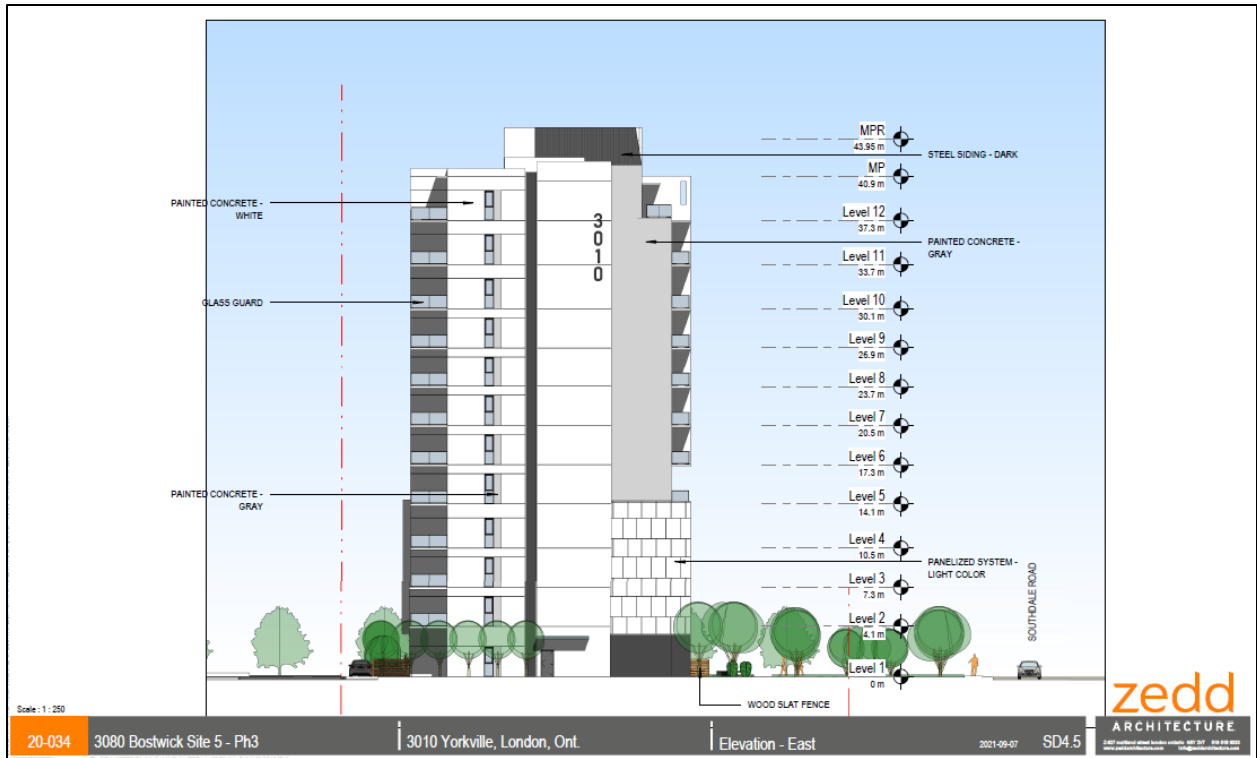 MPR
43.95 m
STEEL SIDING - DARK
MP
40.9 m
PAINTED CONCRETE -
WHITE
Level 12
37.3 m
3
0
1
0
PAINTED CONCRETE -
GRAY
Level 11
33.7 m
GLASS GUARD
Level 10
30.1 m
Level 9
26.9 m
Level 8
23.7 m
Level 7
20.5 m
Level 6
17.3 m
PAINTED CONCRETE -
GRAY
Level 5
14.1 m
Level 4
10.5 m
PANELIZED SYSTEM -
LIGHT COLOR
Level 3
7.3 m
SOUTHDALE ROAD
Level 2
4.1 m
Level 1
0 m
WOOD SLAT FENCE
Scale : 1 : 250
zedd
ARCHITECTURE
20-034
3080 Bostwick Site 5 - Ph3
3010 Yorkville, London, Ont.
Elevation - East
2021-09-07
SD4.5